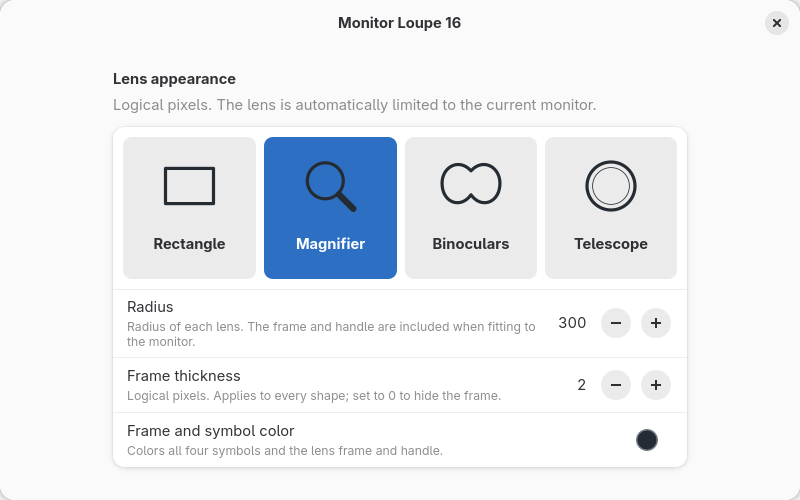 Monitor Loupe 16
Lens appearance
Logical pixels. The lens is automatically limited to the current monitor.
Rectangle
Magnifier
Binoculars
Telescope
Radius
Radius of each lens. The frame and handle are included when fitting to
the monitor.
300
Frame thickness
Logical pixels. Applies to every shape; set to 0 to hide the frame.
2
Frame and symbol color
Colors all four symbols and the lens frame and handle.